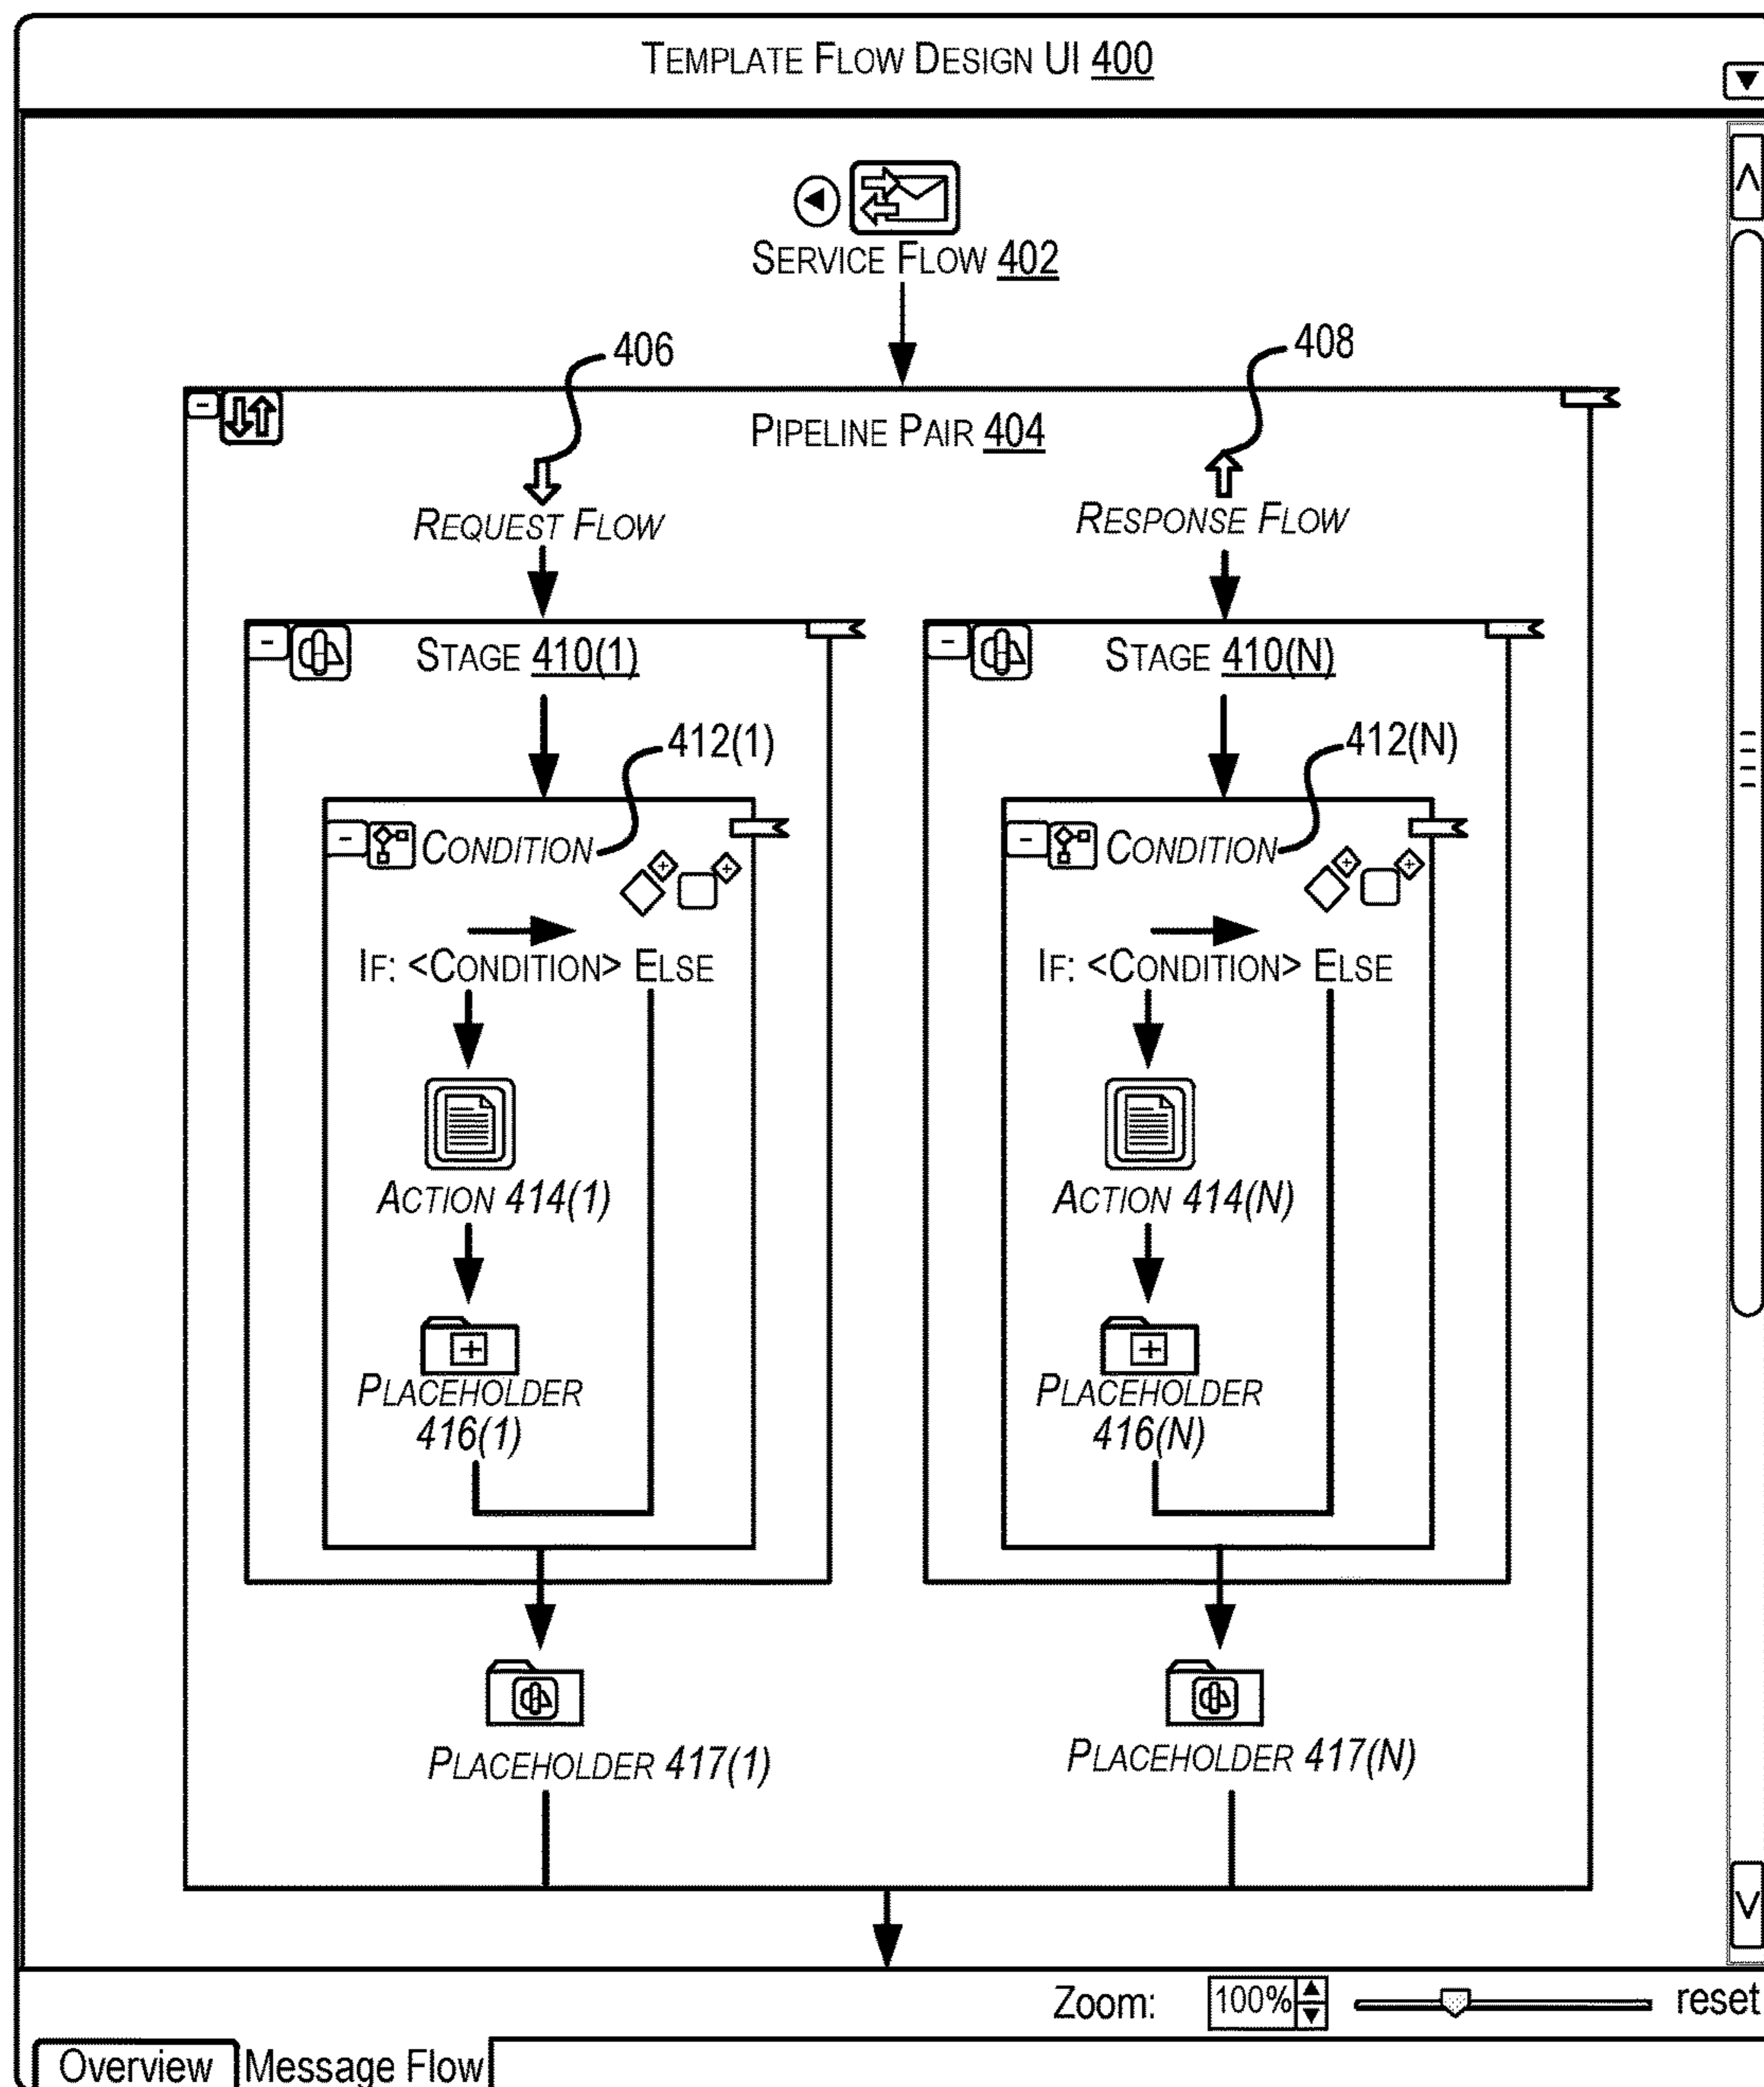 TEMPLATE FLOW DESIGN UI 400
SERVICE FLOW 402
406
408
PIPELINE PAIR 404
REQUEST FLOW
RESPONSE FLOW
STAGE 410(1)
STAGE 410(N)
412(1)
412(N)
CONDITION
CONDITION
IF: <CONDITION> ELSE
IF: <CONDITION> ELSE
ACTION 414(1)
ACTION 414(N)
PLACEHOLDER
416(1)
PLACEHOLDER
416(N)
PLACEHOLDER 417(1)
PLACEHOLDER 417(N)
Zoom: 100% reset
Overview Message Flow